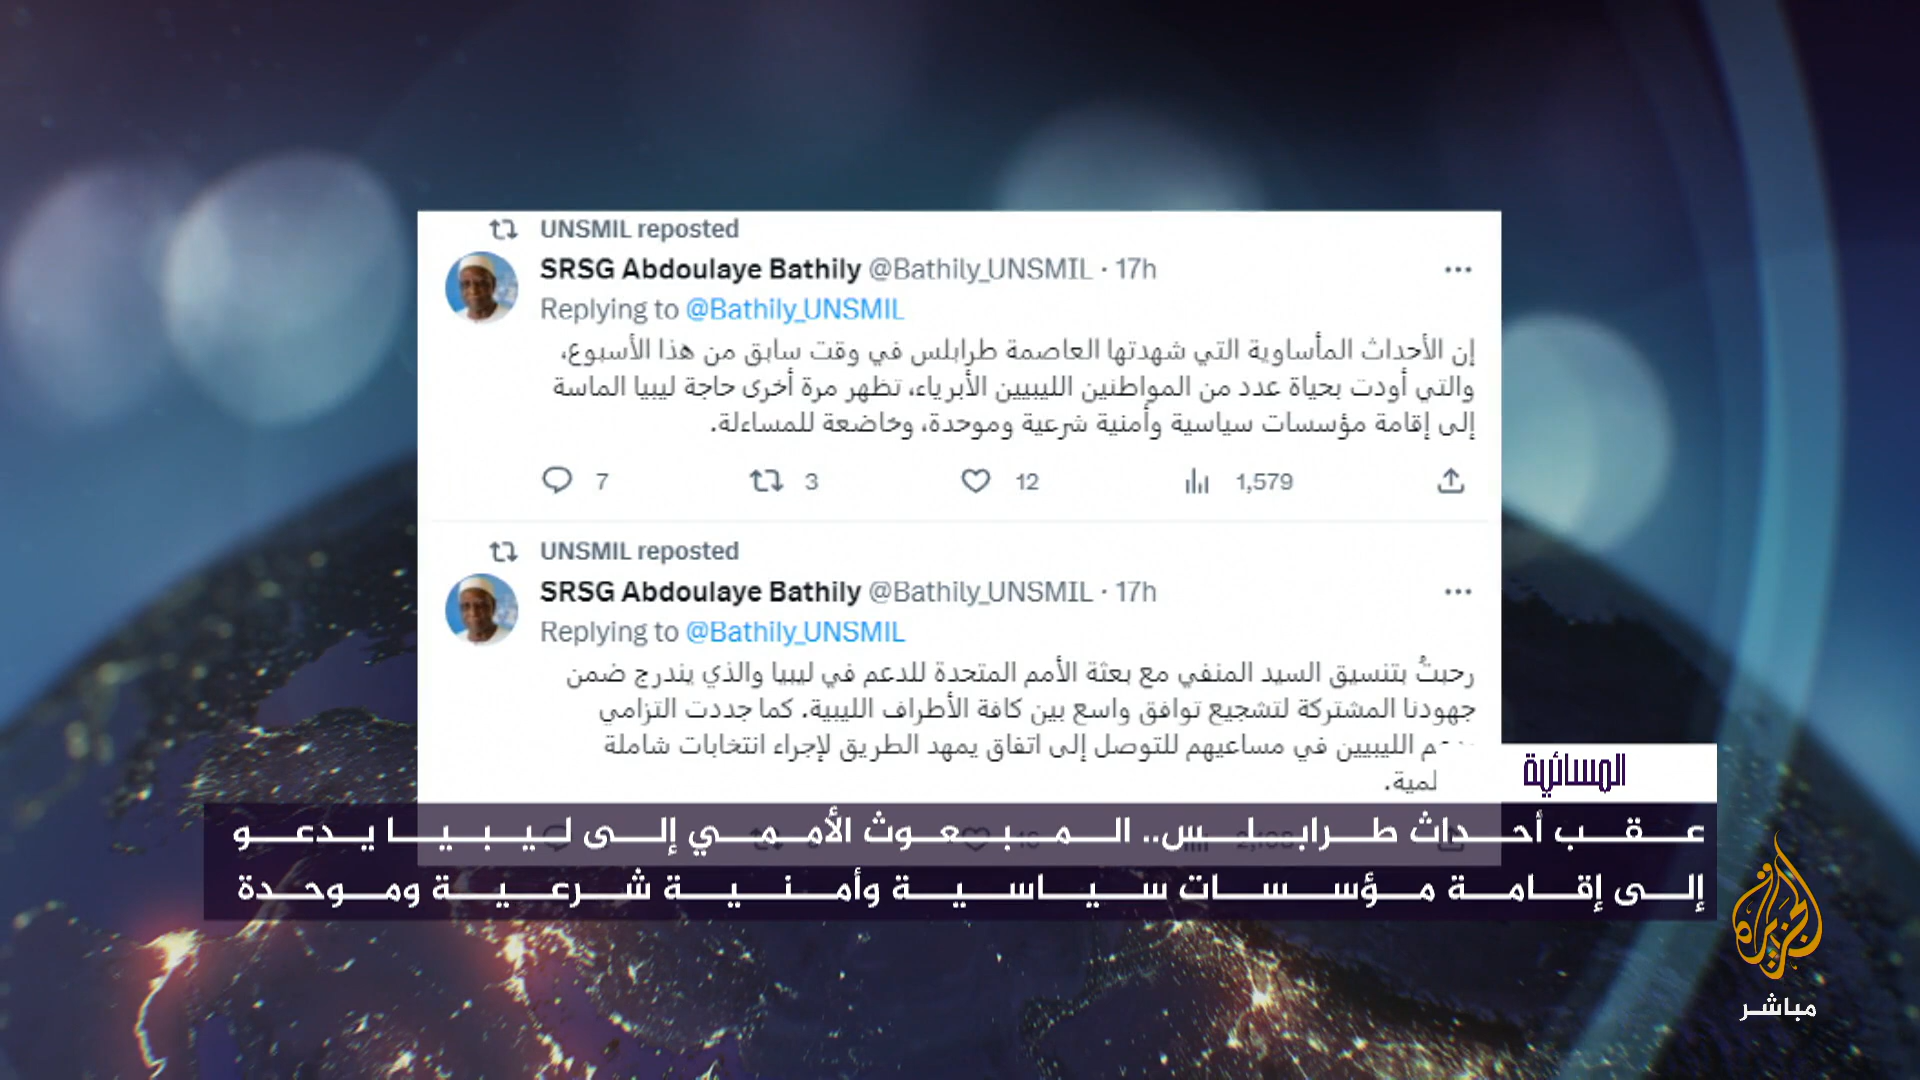 UNSMIL reposted
SRSG Abdoulaye Bathily @Bathily_UNSMIL · 17h
Replying to @Bathily_UNSMIL
إن الأحداث المأساوية التي شهدتها العاصمة طرابلس في وقت سابق من هذا الأسبوع،
والتي أودت بحياة عدد من المواطنين الليبيين الأبرياء، تظهر مرة أخرى حاجة ليبيا الماسة
إلى إقامة مؤسسات سياسية وأمنية شرعية وموحدة، وخاضعة للمساءلة.
7 3 12 1,579
UNSMIL reposted
SRSG Abdoulaye Bathily @Bathily_UNSMIL · 17h
Replying to @Bathily_UNSMIL
رحبتُ بتنسيق السيد المنفي مع بعثة الأمم المتحدة للدعم في ليبيا والذي يندرج ضمن
جهودنا المشتركة لتشجيع توافق واسع بين كافة الأطراف الليبية. كما جددت التزامي
الليبيين في مساعيهم للتوصل إلى اتفاق يمهد الطريق لإجراء انتخابات شاملة
المسائية
عقب أحداث طرابلس.. المبعوث الأممي إلى ليبيا يدعو
إلى إقامة مؤسسات سياسية وأمنية شرعية وموحدة
الجزيرة
مباشر